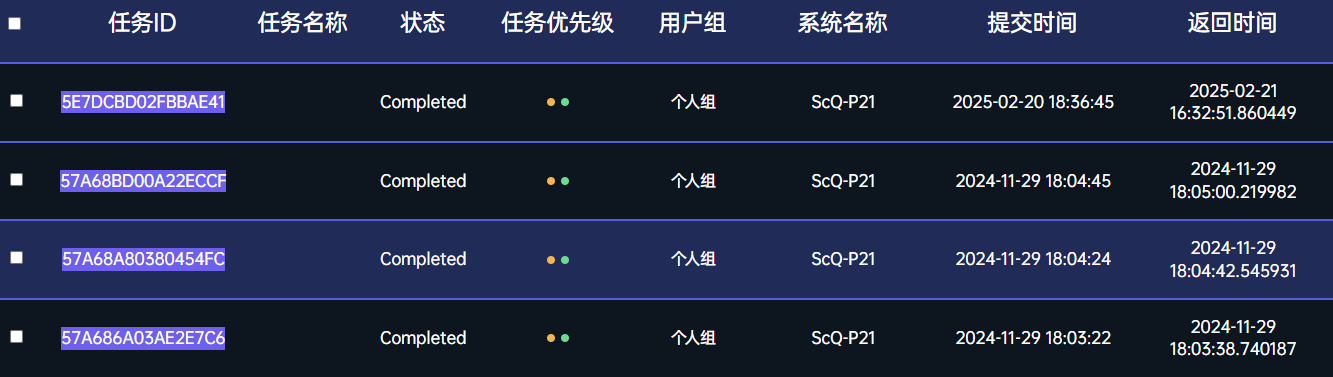 任务ID 任务名称 状态 任务优先级 用户组 系统名称 提交时间 返回时间
5E7DCBD02FBBAE41 Completed 个人组 ScQ-P21 2025-02-20 18:36:45 2025-02-21
16:32:51.860449
57A68BD00A22ECCF Completed 个人组 ScQ-P21 2024-11-29 18:04:45 2024-11-29
18:05:00.219982
57A68A80380454FC Completed 个人组 ScQ-P21 2024-11-29 18:04:24 2024-11-29
18:04:42.545931
57A686A03AE2E7C6 Completed 个人组 ScQ-P21 2024-11-29 18:03:22 2024-11-29
18:03:38.740187